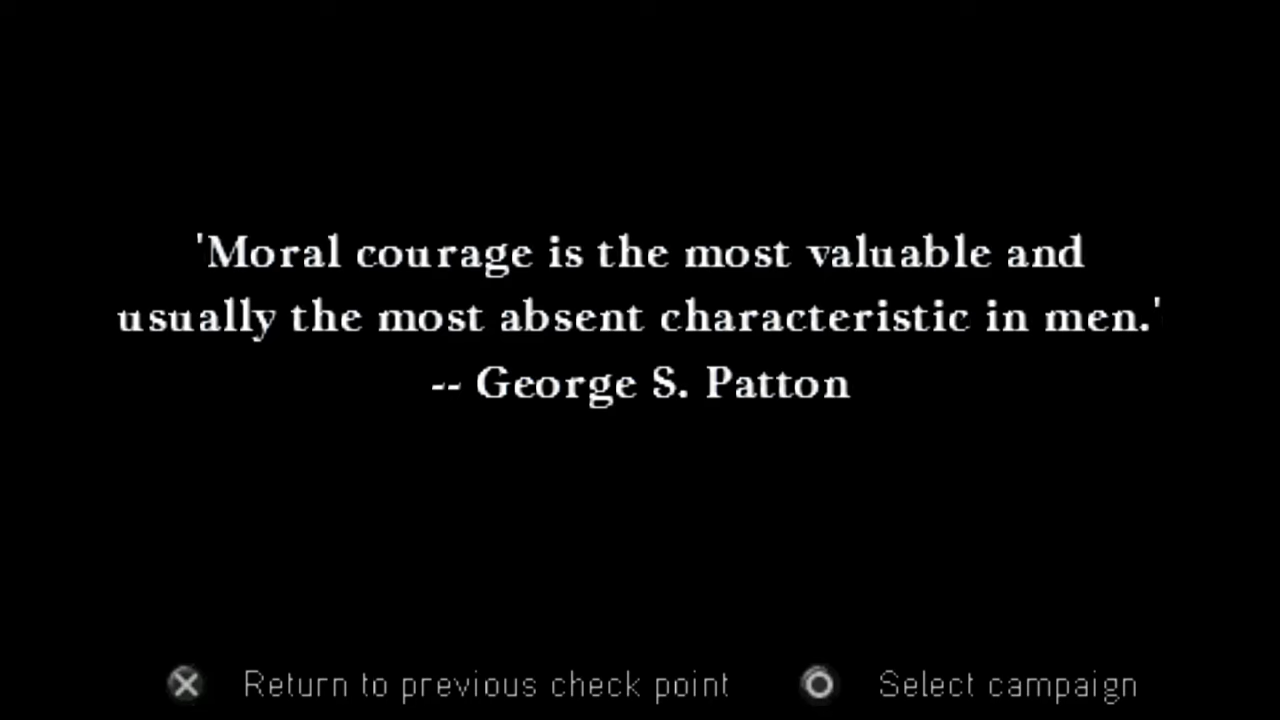 'Moral courage is the most valuable and
usually the most absent characteristic in men.'
-- George S. Patton
Return to previous check point
Select campaign